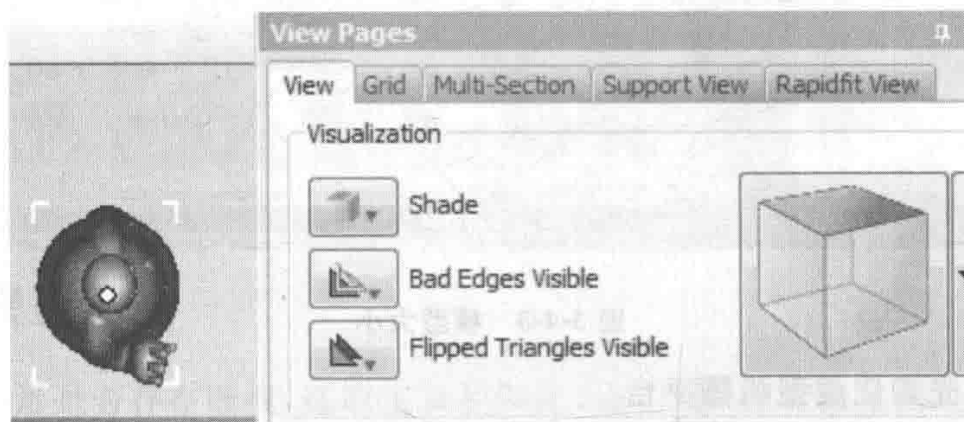 View Pages
View Grid Multi-Section Support View Rapidfit View
Visualization
Shade
Bad Edges Visible
Flipped Triangles Visible